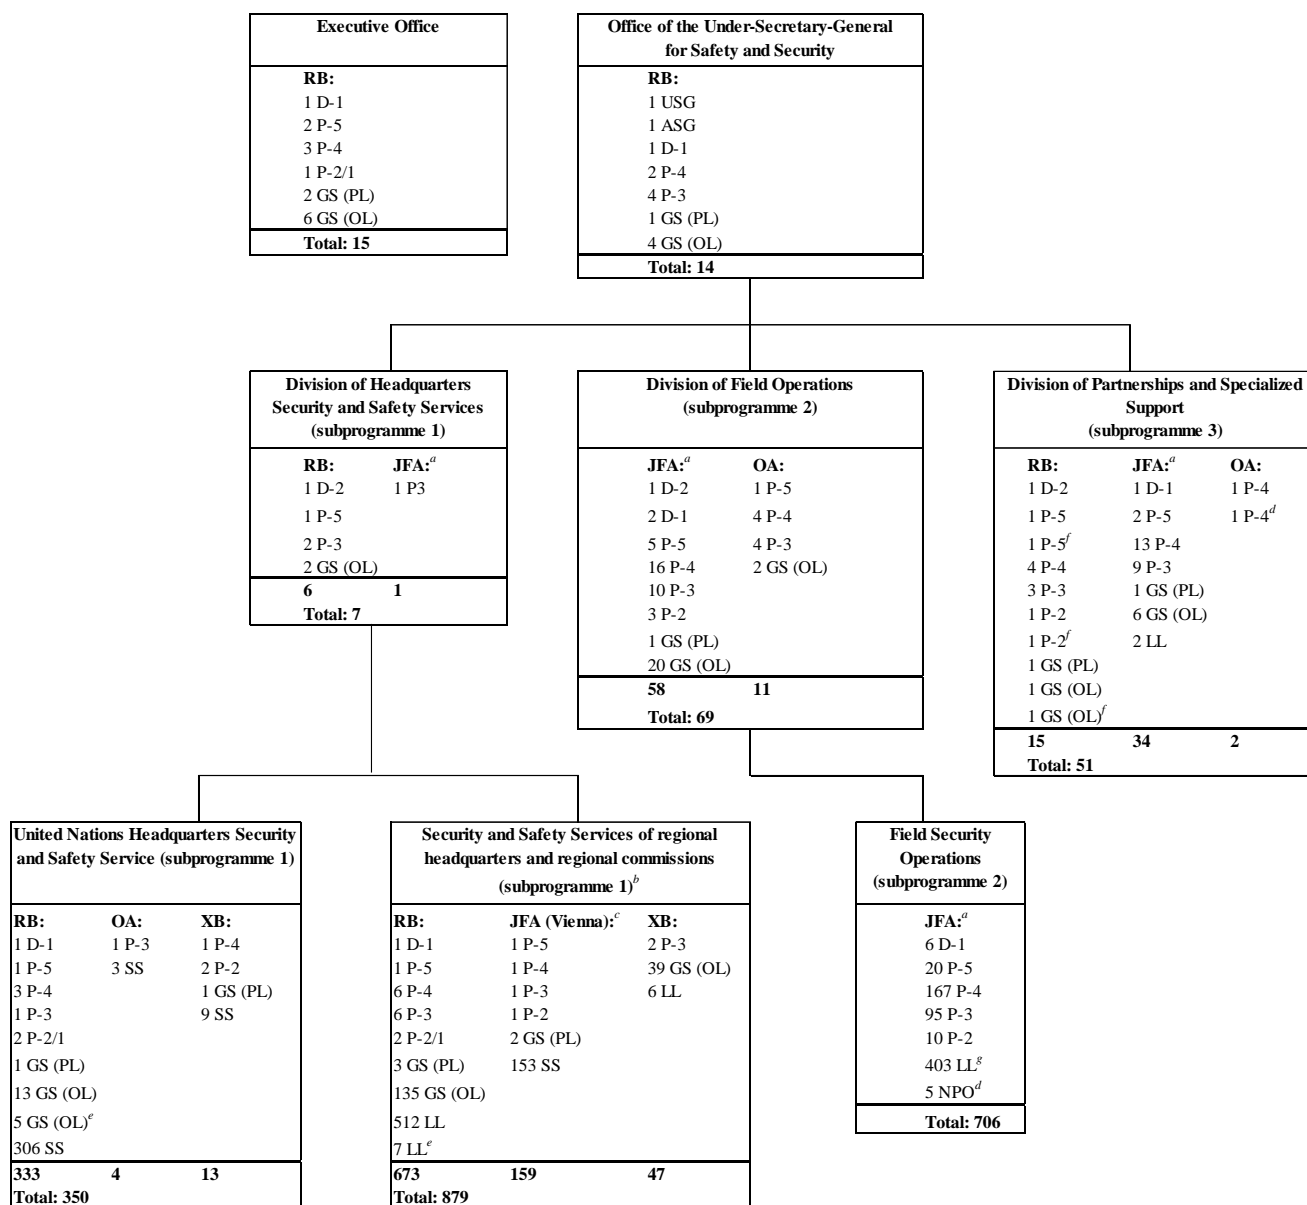 Executive Office
RB:
1 D-1
2 P-5
3 P-4
1 P-2/1
2 GS (PL)
6 GS (OL)
Total: 15
Office of the Under-Secretary-General
for Safety and Security
RB:
1 USG
1 ASG
1 D-1
2 P-4
4 P-3
1 GS (PL)
4 GS (OL)
Total: 14
Division of Headquarters
Security and Safety Services
(subprogramme 1)
RB: JFA:a
1 D-2 1 P3
1 P-5
2 P-3
2 GS (OL)
6 1
Total: 7
Division of Field Operations
(subprogramme 2)
JFA:a OA:
1 D-2 1 P-5
2 D-1 4 P-4
5 P-5 4 P-3
16 P-4 2 GS (OL)
10 P-3
3 P-2
1 GS (PL)
20 GS (OL)
58 11
Total: 69
Division of Partnerships and Specialized
Support
(subprogramme 3)
RB: JFA:a OA:
1 D-2 1 D-1 1 P-4
1 P-5 2 P-5 1 P-4d
1 P-5f 13 P-4
4 P-4 9 P-3
3 P-3 1 GS (PL)
1 P-2 6 GS (OL)
1 P-2f 2 LL
1 GS (PL)
1 GS (OL)
1 GS (OL)f
15 34 2
Total: 51
United Nations Headquarters Security
and Safety Service (subprogramme 1)
RB: OA: XB:
1 D-1 1 P-3 1 P-4
1 P-5 3 SS 2 P-2
3 P-4 1 GS (PL)
1 P-3 9 SS
2 P-2/1
1 GS (PL)
13 GS (OL)
5 GS (OL)e
306 SS
333 4 13
Total: 350
Security and Safety Services of regional
headquarters and regional commissions
(subprogramme 1)b
RB: JFA (Vienna):c XB:
1 D-1 1 P-5 2 P-3
1 P-5 1 P-4 39 GS (OL)
6 P-4 1 P-3 6 LL
6 P-3 1 P-2
2 P-2/1 2 GS (PL)
3 GS (PL) 153 SS
135 GS (OL)
512 LL
7 LLe
673 159 47
Total: 879
Field Security
Operations
(subprogramme 2)
JFA:a
6 D-1
20 P-5
167 P-4
95 P-3
10 P-2
403 LLg
5 NPOd
Total: 706